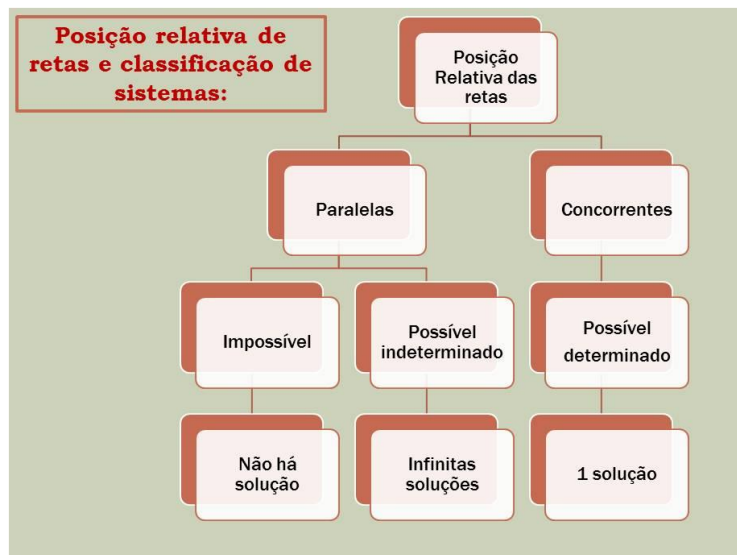 Posição relativa de
retas e classificação de
sistemas:
Posição
Relativa das
retas
Paralelas
Concorrentes
Impossível
Possível
indeterminado
Possível
determinado
Não há
solução
Infinitas
soluções
1 solução